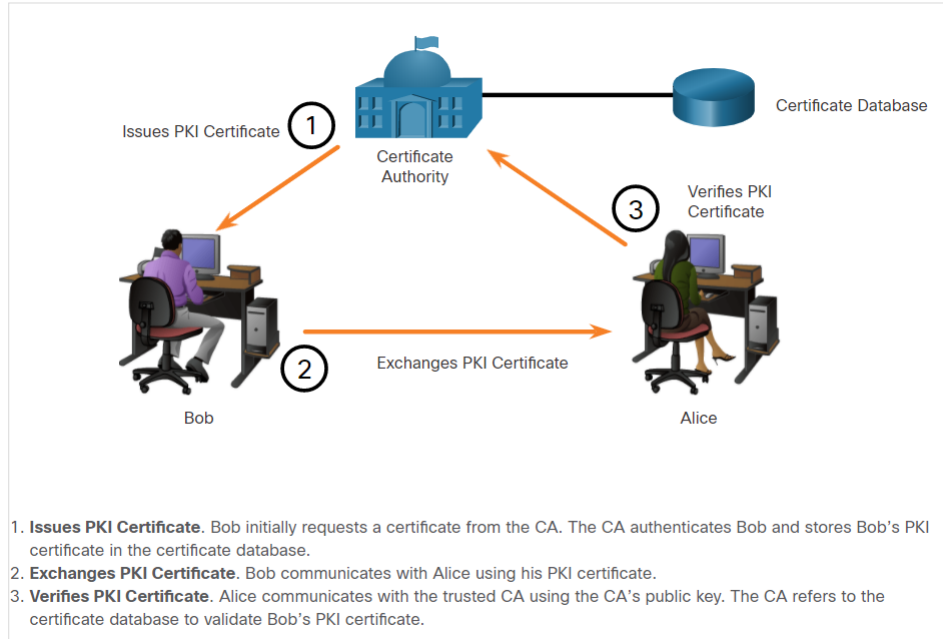 Issues PKI Certificate
1
Certificate
Authority
Certificate Database
3
Verifies PKI
Certificate
2
Exchanges PKI Certificate
Bob
Alice
1. Issues PKI Certificate. Bob initially requests a certificate from the CA. The CA authenticates Bob and stores Bob's PKI
certificate in the certificate database.
2. Exchanges PKI Certificate. Bob communicates with Alice using his PKI certificate.
3. Verifies PKI Certificate. Alice communicates with the trusted CA using the CA's public key. The CA refers to the
certificate database to validate Bob's PKI certificate.